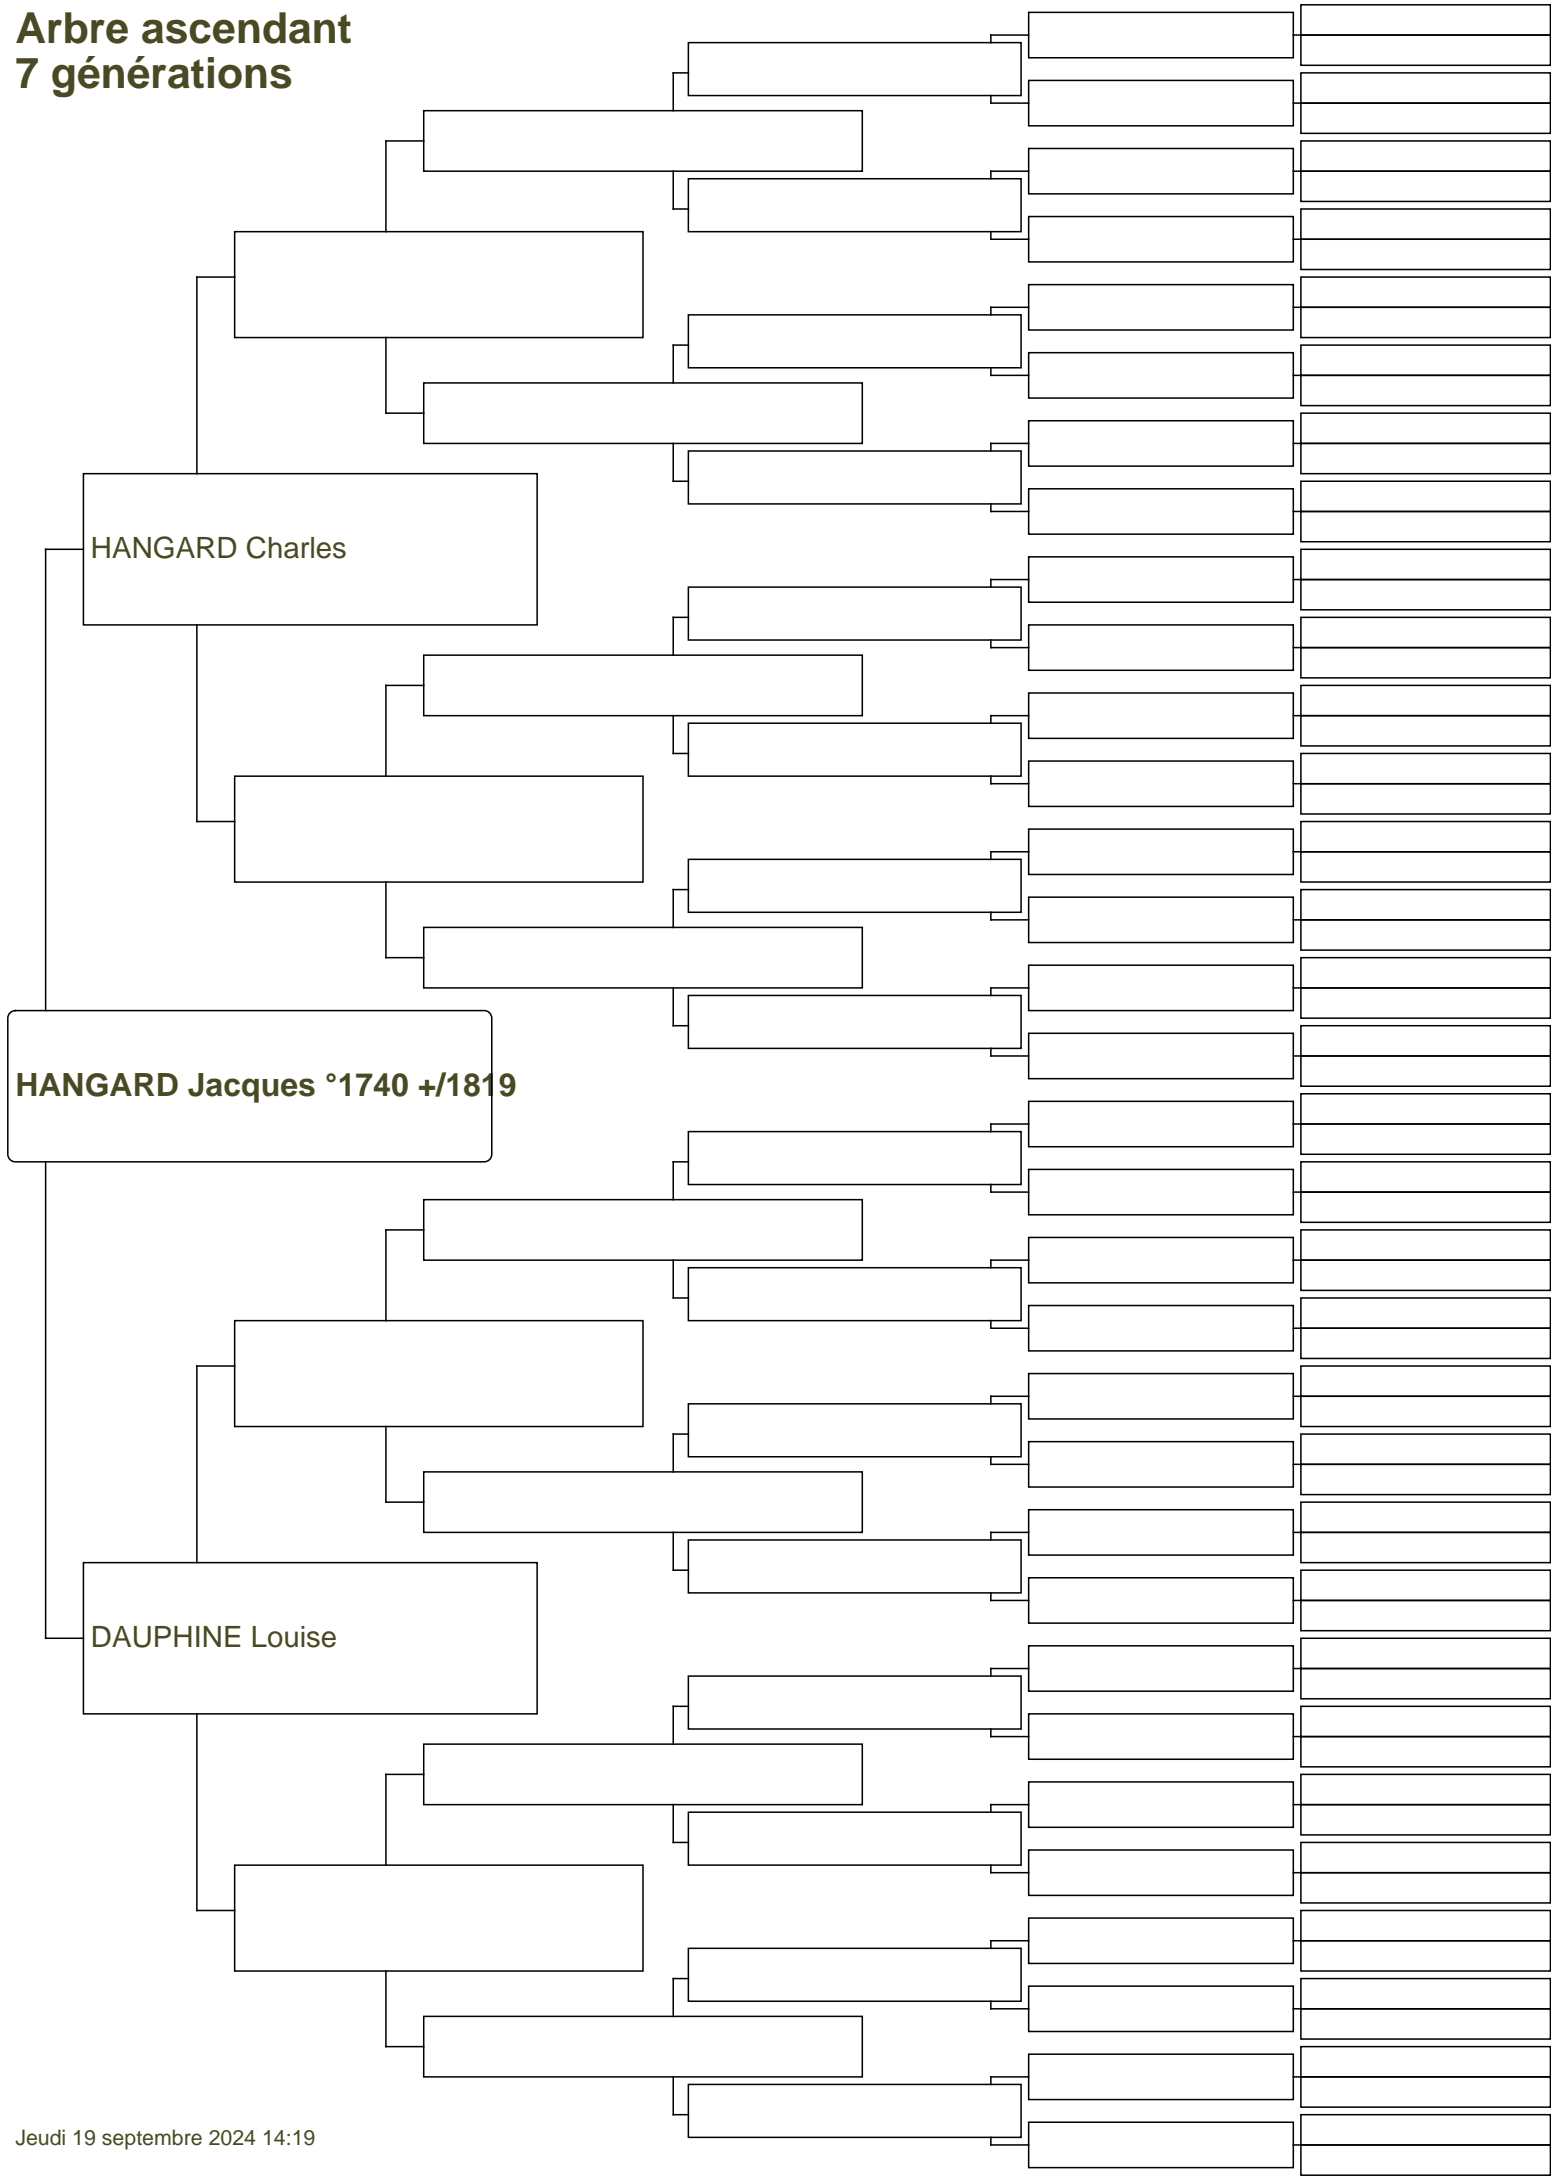 Arbre ascendant
7 générations
HANGARD Charles
HANGARD Jacques °1740 +/1819
DAUPHINE Louise
Jeudi 19 septembre 2024 14:19